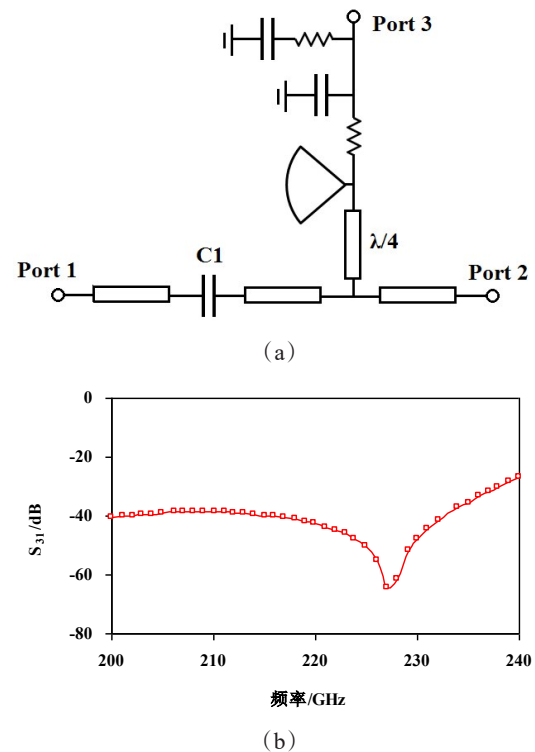 Port 3
λ/4
C1
Port 1
Port 2
（a）
0
-20
-40
-60
-80
S31/dB
200
210
220
230
240
频率/GHz
（b）